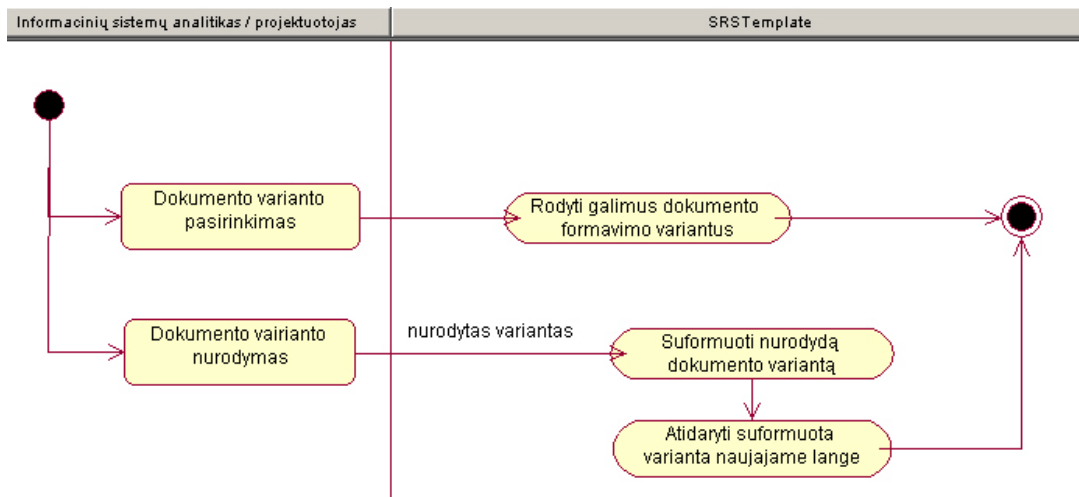 Informacinių sistemų analitikas / projektuotojas
SRSTemplate
Dokumento varianto
pasirinkimas
Rodyti galimus dokumento
formavimo variantus
Dokumento vairianto
nurodymas
nurodytas variantas
Suformuoti nurodydą
dokumento variantą
Atidaryti suformuota
varianta naujajame lange